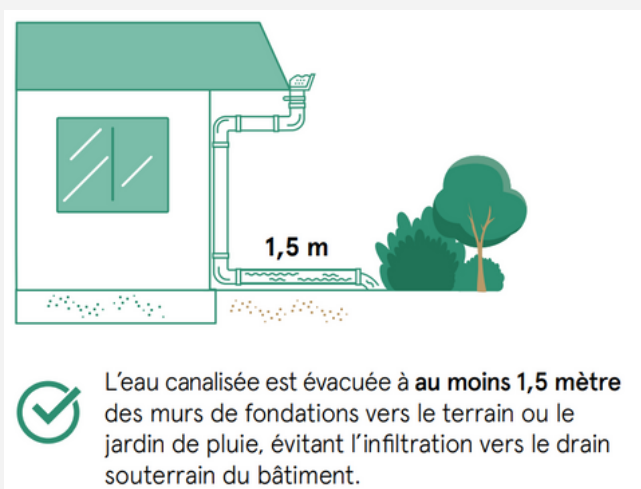 1,5 m
L'eau canalisée est évacuée à au moins 1,5 mètre
des murs de fondations vers le terrain ou le
jardin de pluie, évitant l'infiltration vers le drain
souterrain du bâtiment.